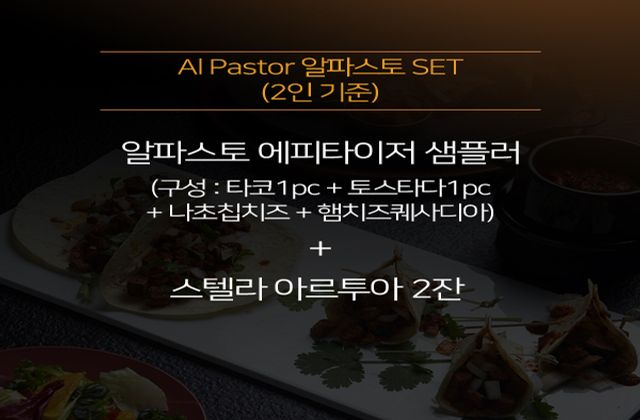 Al Pastor 알파스토 SET
(2인 기준)
알파스토 에피타이저 샘플러
(구성 : 타코1pc + 토스타다1pc
+ 나초칩치즈 + 햄치즈퀘사디아)
+
스텔라 아르투아 2잔